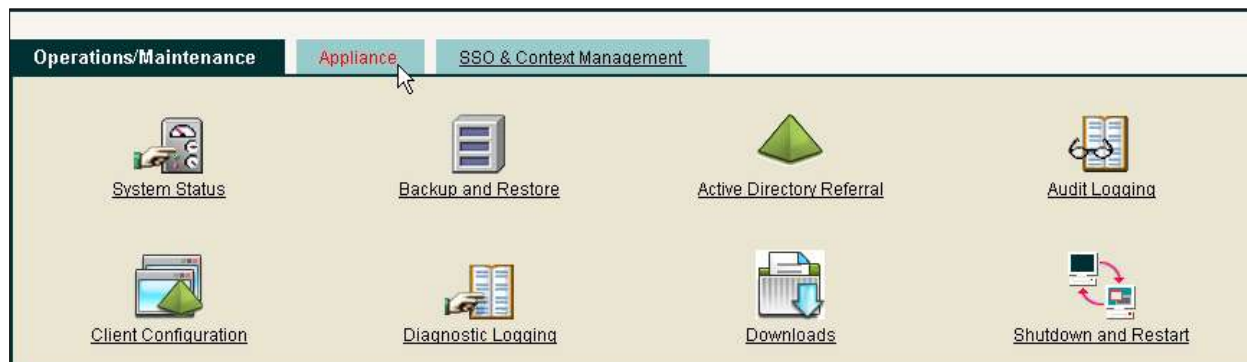 Operations/Maintenance Appliance SSO & Context Management
System Status Backup and Restore Active Directory Referral Audit Logging
Client Configuration Diagnostic Logging Downloads Shutdown and Restart